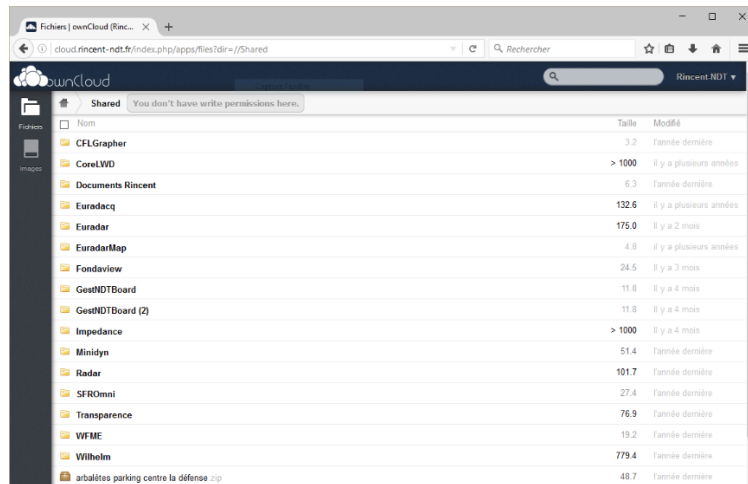 Fichiers | ownCloud (Rinc... × +
cloud.rincent-ndt.fr/index.php/apps/files?dir=//Shared Rechercher
ownCloud Rincent-NDT
Fichiers
Images
Shared You don't have write permissions here.
Nom Taille Modifié
CFLGrapher 3.2 l'année dernière
CoreLWD > 1000 il y a plusieurs années
Documents Rincent 6.3 l'année dernière
Euradacq 132.6 il y a plusieurs années
Euradar 175.0 Il y a 2 mois
EuradarMap 4.8 il y a plusieurs années
Fondaview 24.5 Il y a 3 mois
GestNDTBoard 11.8 Il y a 4 mois
GestNDTBoard (2) 11.8 Il y a 4 mois
Impedance > 1000 Il y a 4 mois
Minidyn 51.4 l'année dernière
Radar 101.7 l'année dernière
SFROmni 27.4 l'année dernière
Transparence 76.9 l'année dernière
WFME 19.2 l'année dernière
Wilhelm 779.4 l'année dernière
arbalètes parking centre la défense.zip 48.7 l'année dernière